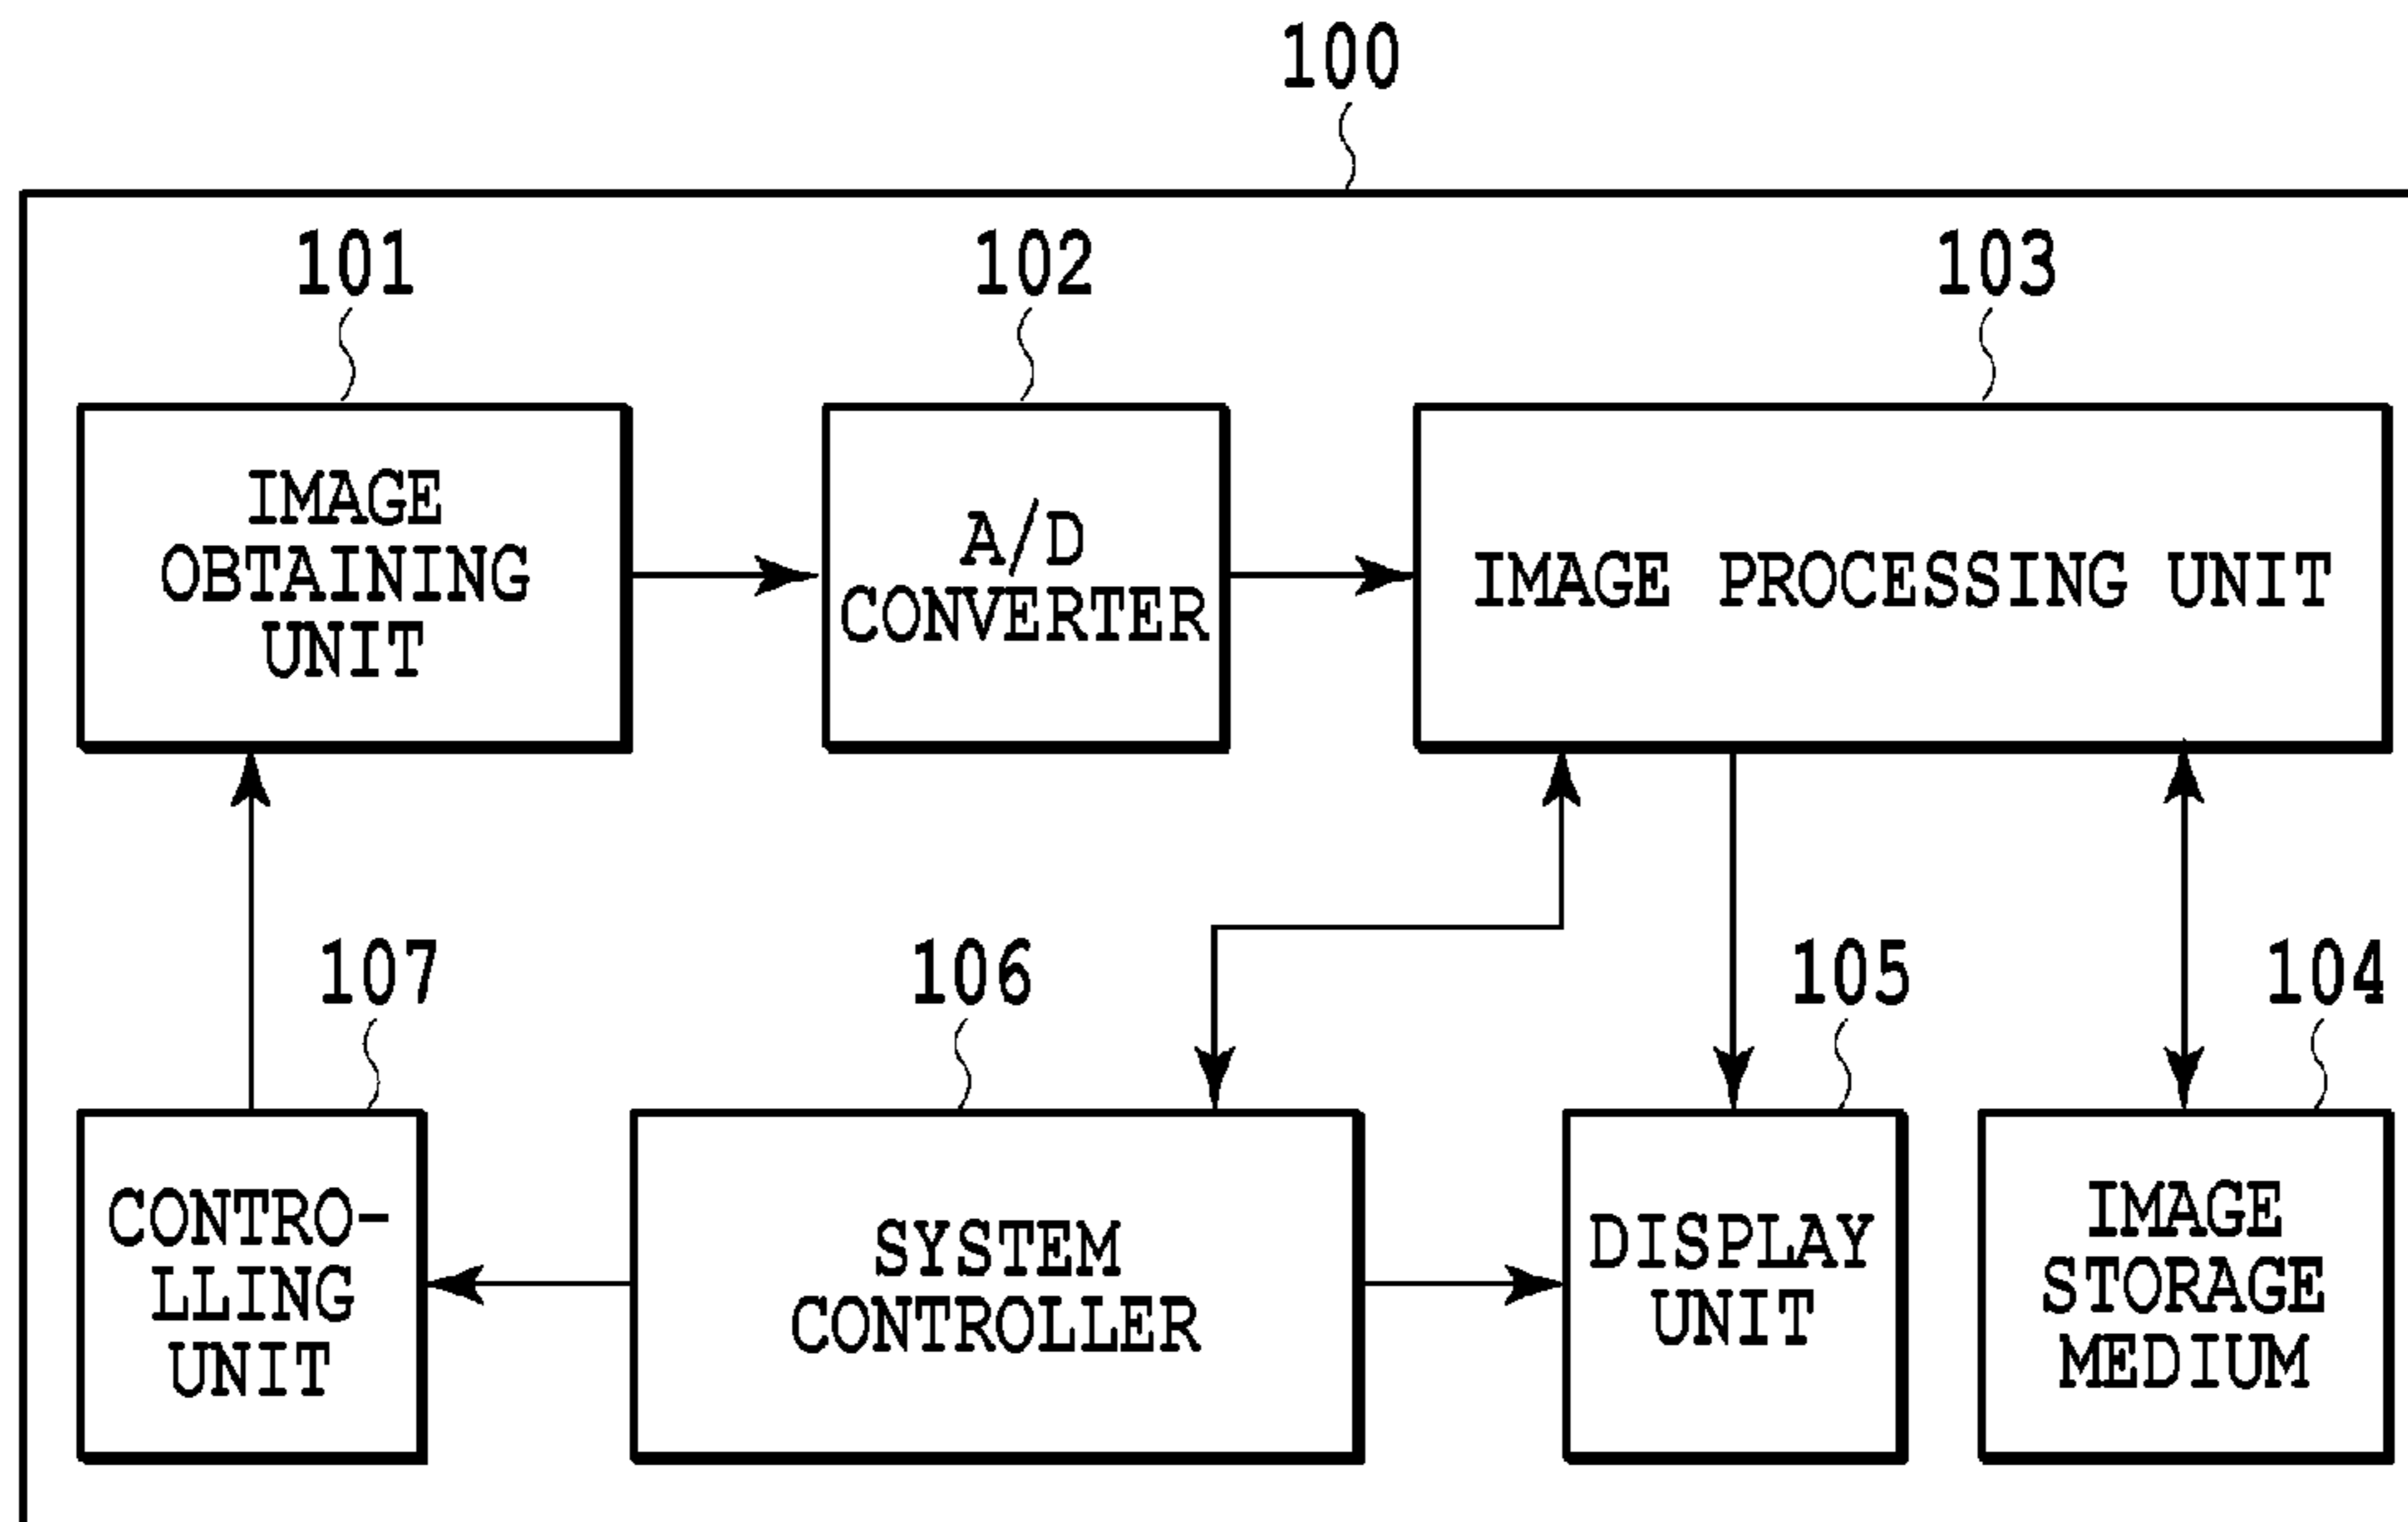 100
101
102
103
IMAGE
OBTAINING
UNIT
A/D
CONVERTER
IMAGE PROCESSING UNIT
107
106
105
104
CONTRO-
LLING
UNIT
SYSTEM
CONTROLLER
DISPLAY
UNIT
IMAGE
STORAGE
MEDIUM